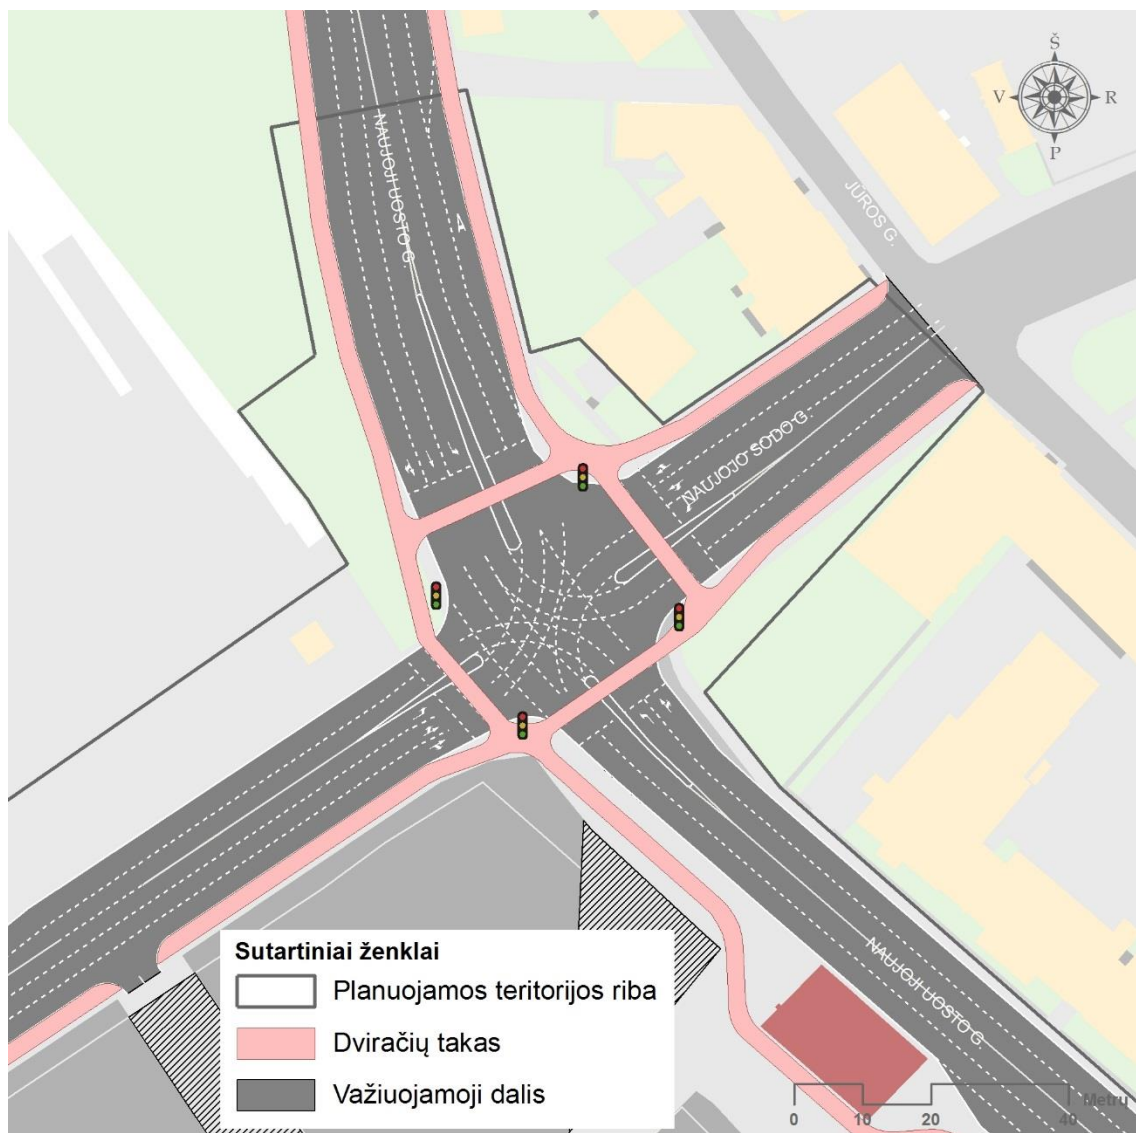 Š
V
R
P
NAUJOJI UOSTO G.
JŪROS G.
NAUJOJO SODO G.
NAUJOJI UOSTO G.
Sutartiniai ženklai
Planuojamos teritorijos riba
Dviračių takas
Važiuojamoji dalis
Metrų
0 10 20 40